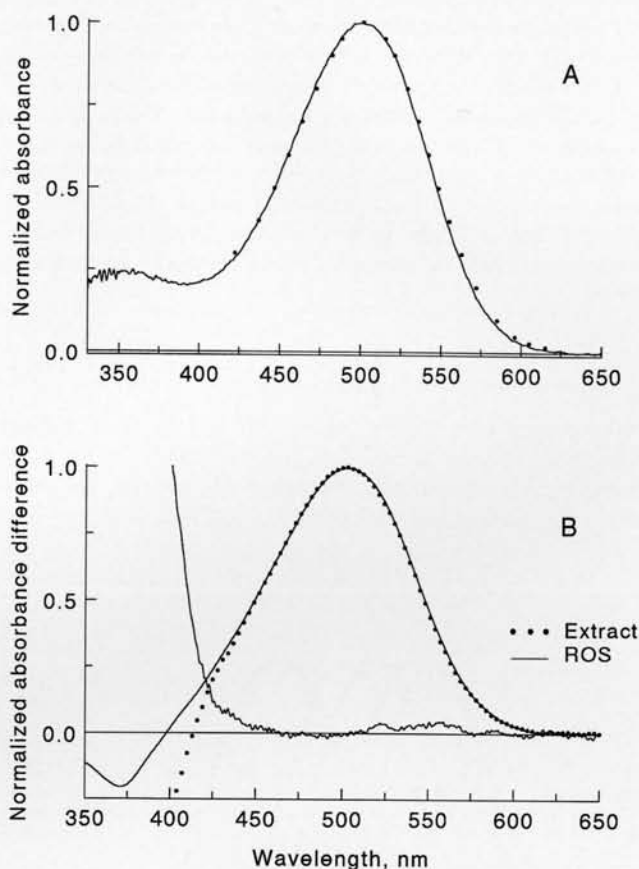 Normalized absorbance
1.0
0.5
0.0
A
350 400 450 500 550 600 650
Normalized absorbance difference
1.0
0.5
0.0
B
Extract
ROS
350 400 450 500 550 600 650
Wavelength, nm